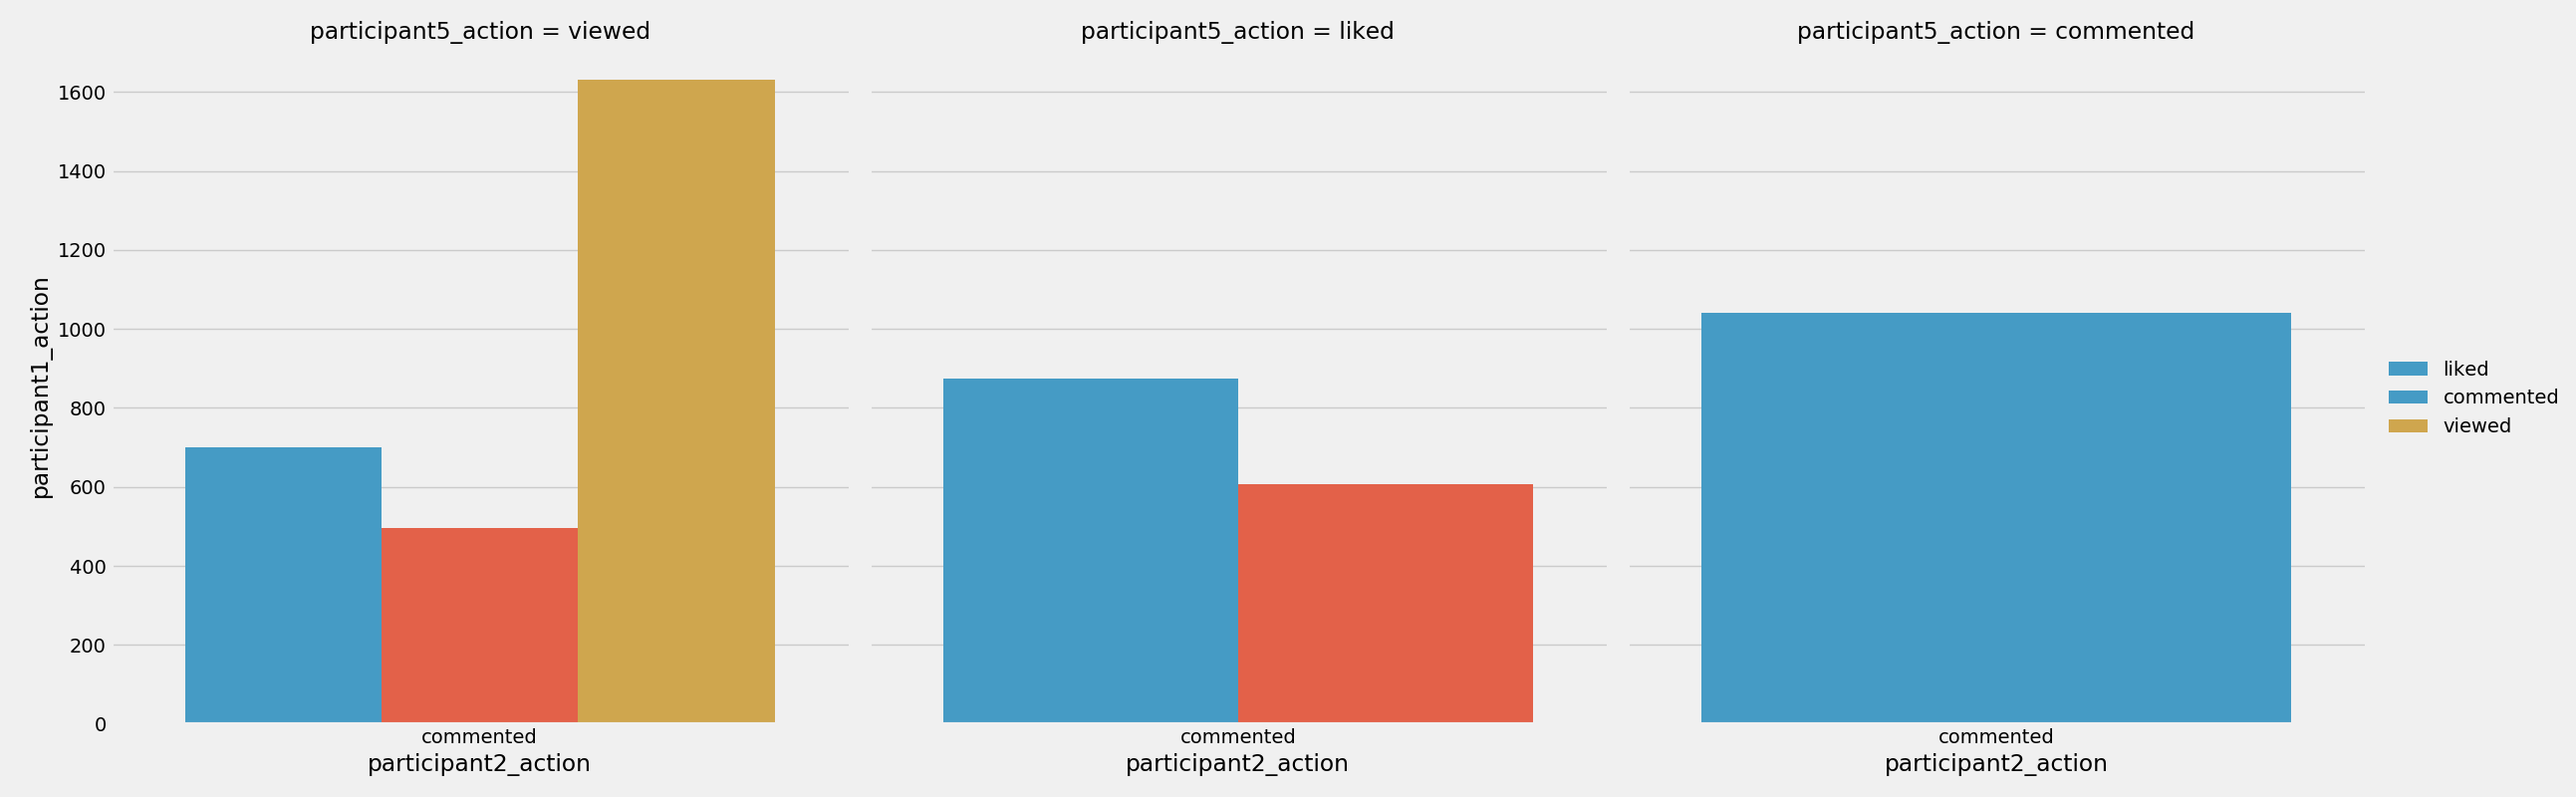 participant5_action = viewed
participant5_action = liked
participant5_action = commented
participant1_action
1600
1400
1200
1000
800
600
400
200
0
commented
commented
commented
participant2_action
participant2_action
participant2_action
liked
commented
viewed